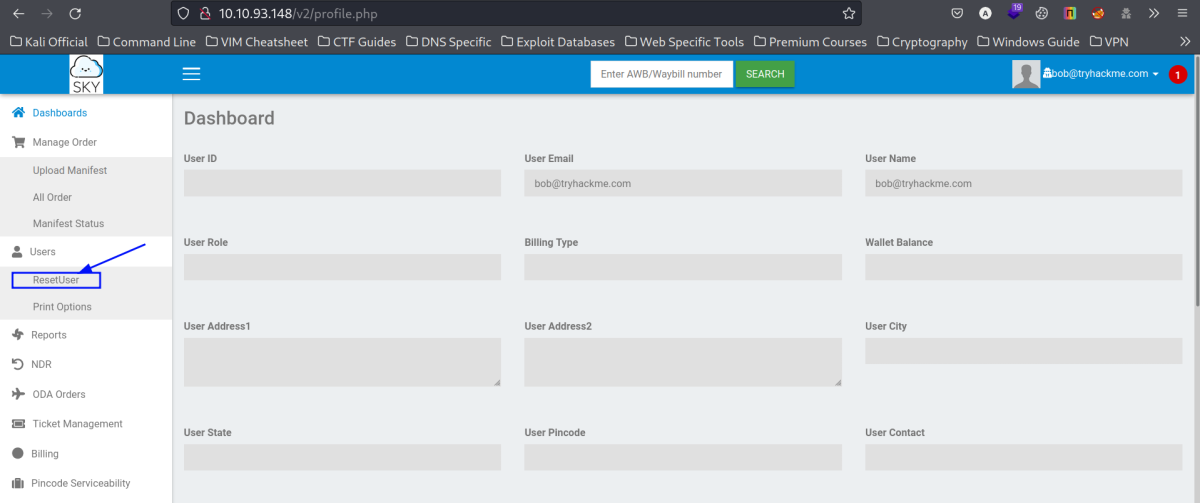 10.10.93.148/v2/profile.php
A
19
Kali Official Command Line VIM Cheatsheet CTF Guides DNS Specific Exploit Databases Web Specific Tools Premium Courses Cryptography Windows Guide VPN
SKY
Enter AWB/Waybill number SEARCH
bob@tryhackme.com
1
Dashboards
Manage Order
Upload Manifest
All Order
Manifest Status
Users
ResetUser
Print Options
Reports
NDR
ODA Orders
Ticket Management
Billing
Pincode Serviceability
Dashboard
User ID User Email User Name
bob@tryhackme.com bob@tryhackme.com
User Role Billing Type Wallet Balance
User Address1 User Address2 User City
User State User Pincode User Contact